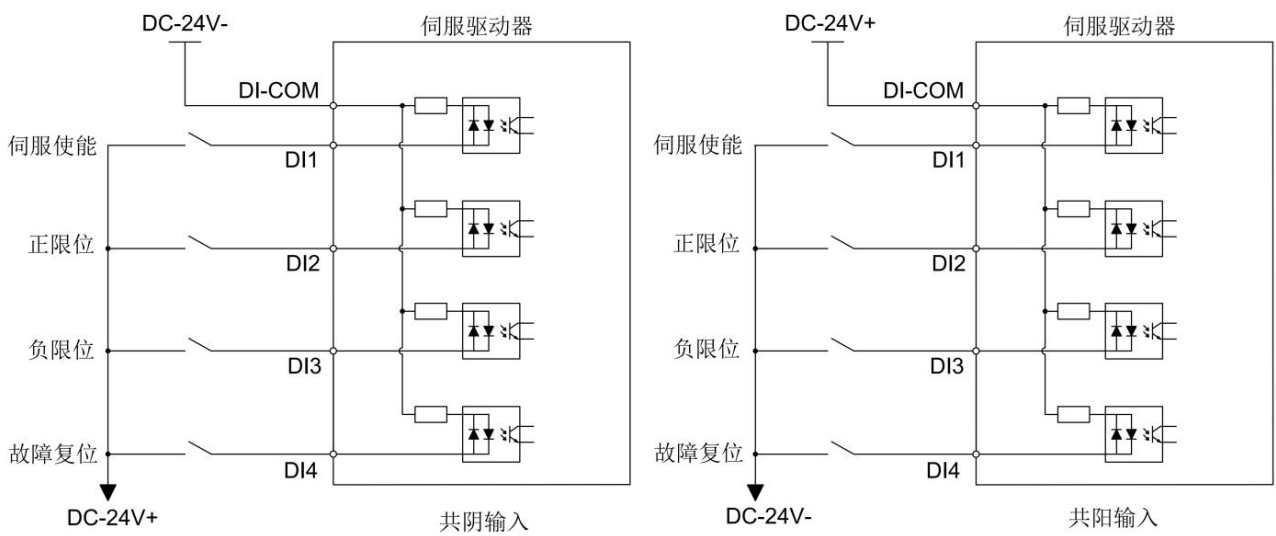 DC-24V-
伺服驱动器
DI-COM
伺服使能
DI1
正限位
DI2
负限位
DI3
故障复位
DI4
DC-24V+
共阴输入
DC-24V+
伺服驱动器
DI-COM
伺服使能
DI1
正限位
DI2
负限位
DI3
故障复位
DI4
DC-24V-
共阳输入